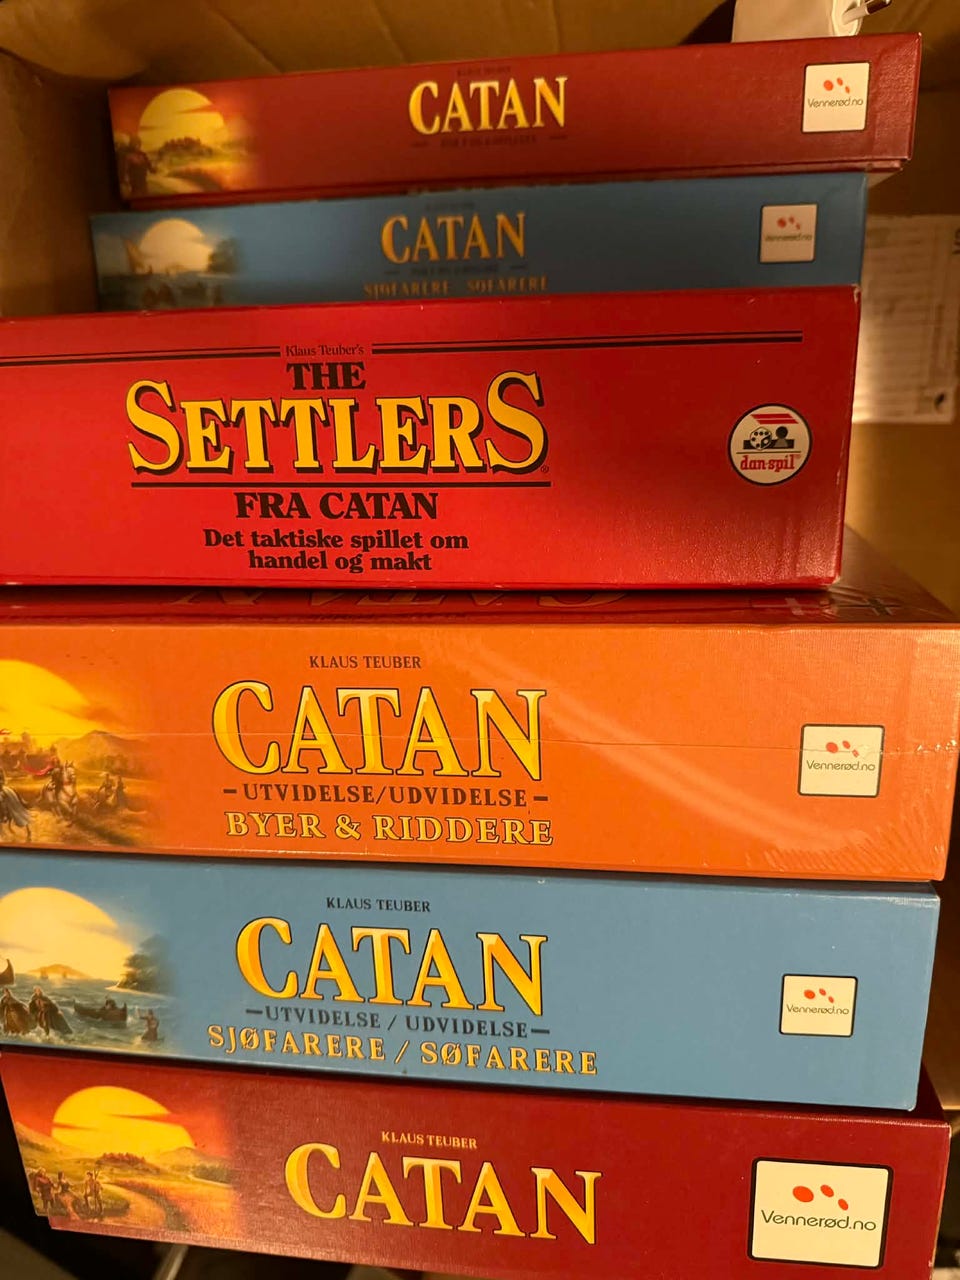 CATAN
Vennerød.no
CATAN
SJØFARERE SØFARERE
Vennerød.no
Klaus Teuber's
THE
SETTLERS
FRA CATAN
Det taktiske spillet om
handel og makt
dan-spil
KLAUS TEUBER
CATAN
-UTVIDELSE/UDVIDELSE-
BYER & RIDDERE
Vennerød.no
KLAUS TEUBER
CATAN
-UTVIDELSE / UDVIDELSE-
SJØFARERE / SØFARERE
Vennerød.no
KLAUS TEUBER
CATAN
Vennerød.no